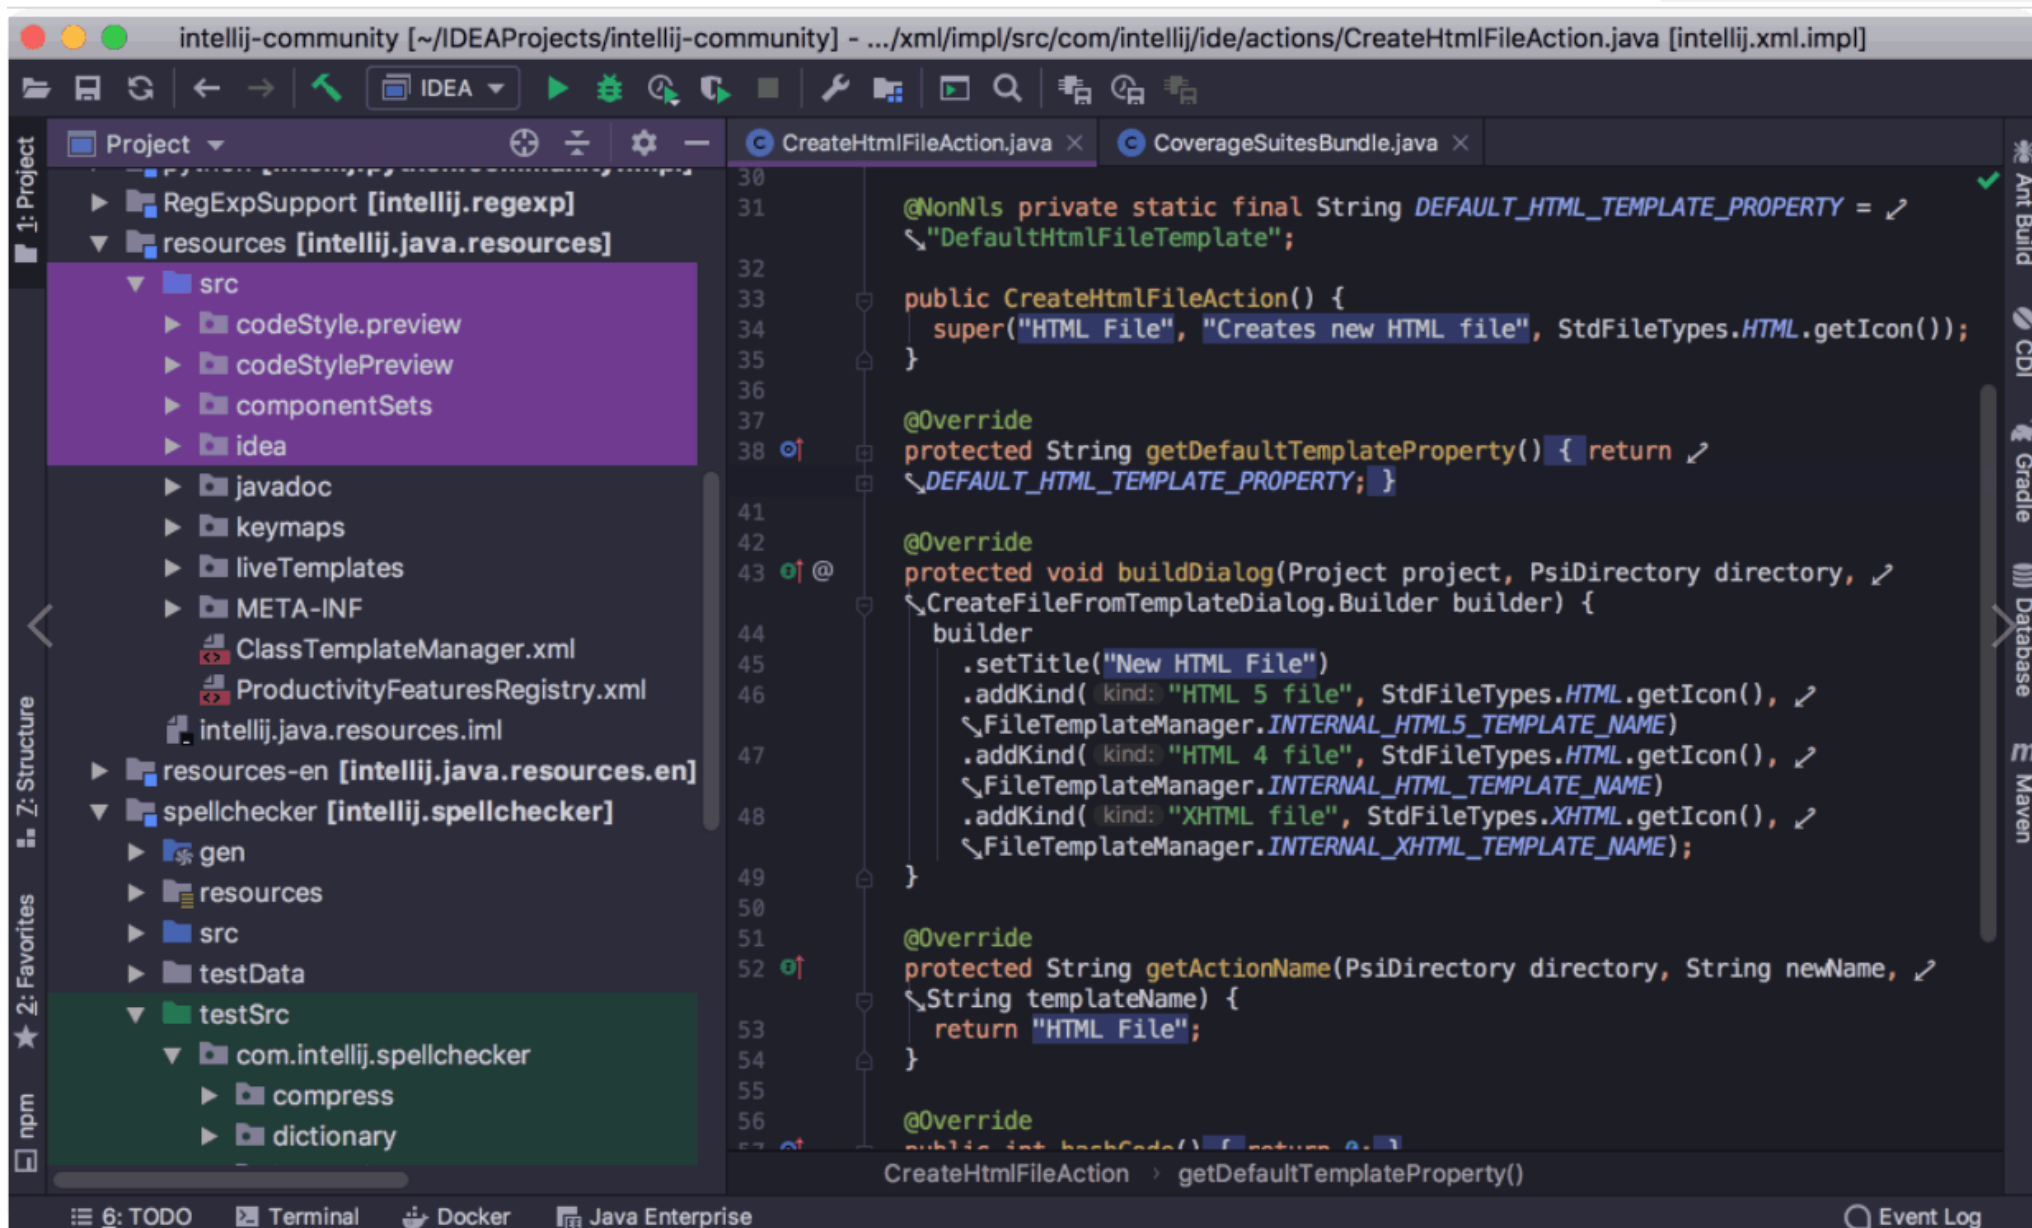 intellij-community [~/IDEAProjects/intellij-community] - .../xml/impl/src/com/intellij/ide/actions/CreateHtmlFileAction.java [intellij.xml.impl]
IDEA
1: Project
Z: Structure
2: Favorites
npm
Project
RegExpSupport [intellij.regexp]
resources [intellij.java.resources]
src
codeStyle.preview
codeStylePreview
componentSets
idea
javadoc
keymaps
liveTemplates
META-INF
ClassTemplateManager.xml
ProductivityFeaturesRegistry.xml
intellij.java.resources.iml
resources-en [intellij.java.resources.en]
spellchecker [intellij.spellchecker]
gen
resources
src
testData
testSrc
com.intellij.spellchecker
compress
dictionary
CreateHtmlFileAction.java CoverageSuitesBundle.java
30
31 @NonNls private static final String DEFAULT_HTML_TEMPLATE_PROPERTY =
"DefaultHtmlFileTemplate";
32
33 public CreateHtmlFileAction() {
34 super("HTML File", "Creates new HTML file", StdFileTypes.HTML.getIcon());
35 }
36
37 @Override
38 protected String getDefaultTemplateProperty() { return
DEFAULT_HTML_TEMPLATE_PROPERTY; }
41
42 @Override
43 @ protected void buildDialog(Project project, PsiDirectory directory,
CreateFileFromTemplateDialog.Builder builder) {
44 builder
45 .setTitle("New HTML File")
46 .addKind( kind: "HTML 5 file", StdFileTypes.HTML.getIcon(),
FileTemplateManager.INTERNAL_HTML5_TEMPLATE_NAME)
47 .addKind( kind: "HTML 4 file", StdFileTypes.HTML.getIcon(),
FileTemplateManager.INTERNAL_HTML_TEMPLATE_NAME)
48 .addKind( kind: "XHTML file", StdFileTypes.XHTML.getIcon(),
FileTemplateManager.INTERNAL_XHTML_TEMPLATE_NAME);
49 }
50
51 @Override
52 protected String getActionName(PsiDirectory directory, String newName,
String templateName) {
53 return "HTML File";
54 }
55
56 @Override
57 public int hashCode() { return 0; }
CreateHtmlFileAction › getDefaultTemplateProperty()
Ant Build
CDI
Gradle
Database
Maven
6: TODO Terminal Docker Java Enterprise Event Log